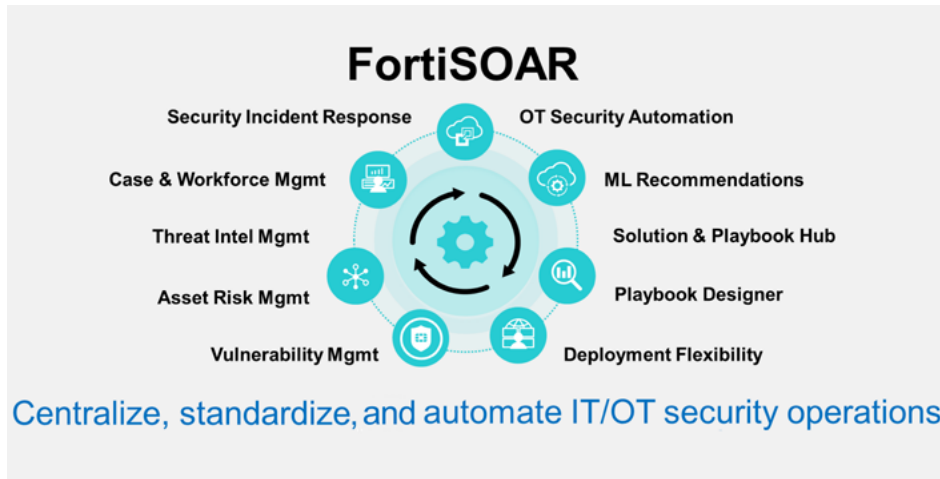 FortiSOAR
Security Incident Response
OT Security Automation
Case & Workforce Mgmt
ML Recommendations
Threat Intel Mgmt
Solution & Playbook Hub
Asset Risk Mgmt
Playbook Designer
Vulnerability Mgmt
Deployment Flexibility
Centralize, standardize, and automate IT/OT security operations